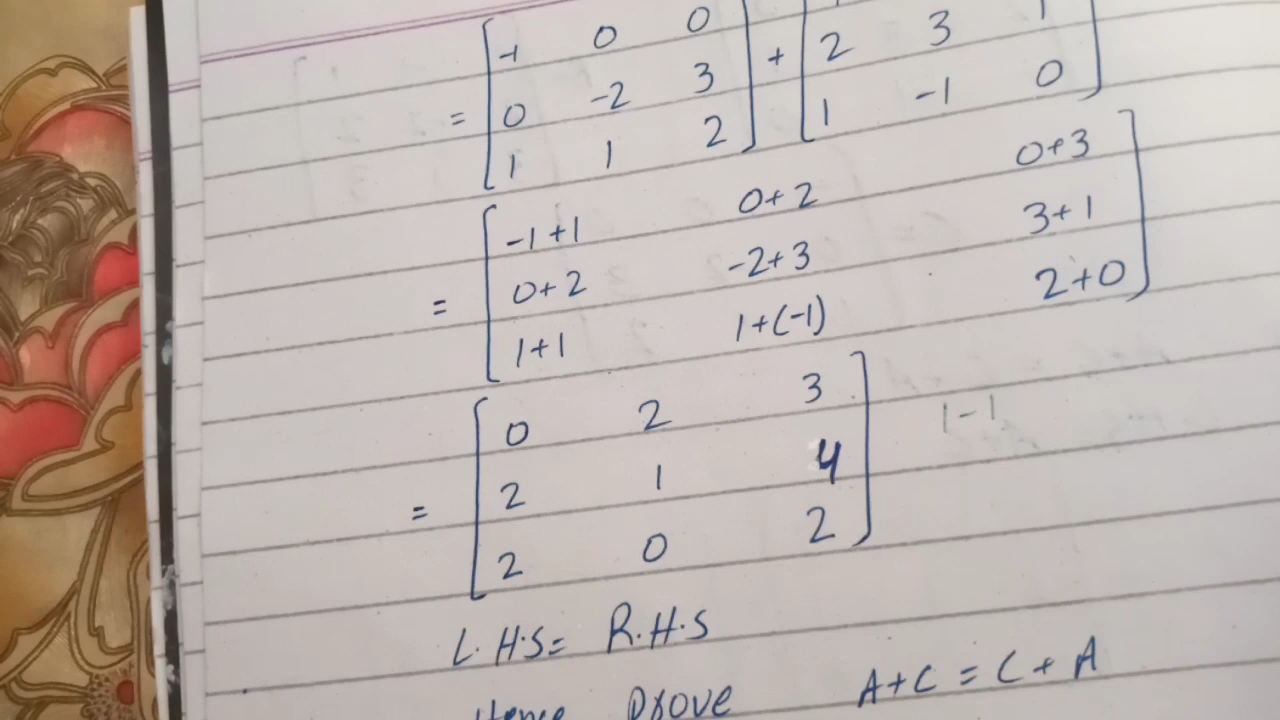 = [ -1 0 0
0 -2 3
1 1 2 ] + [
2 3
1 -1 0 ]
= [ -1+1 0+2 0+3
0+2 -2+3 3+1
1+1 1+(-1) 2+0 ]
= [ 0 2 3
2 1 4
2 0 2 ]
1-1
L.H.S= R.H.S
Hence Prove A+C = C+A